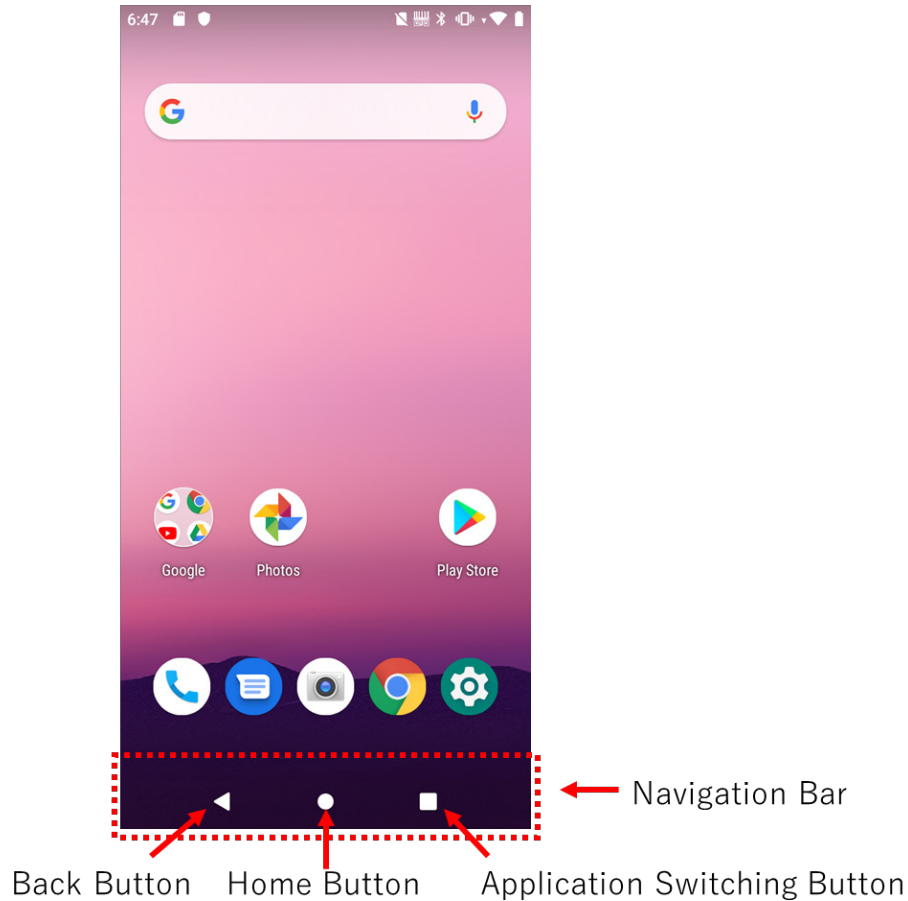 6:47
Google
Photos
Play Store
Navigation Bar
Back Button
Home Button
Application Switching Button